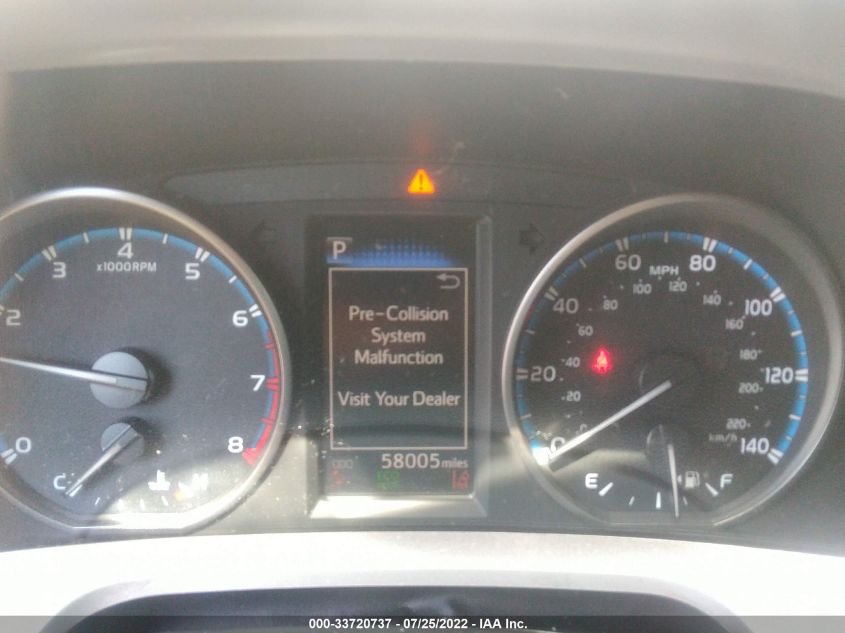 P
Pre-Collision
System
Malfunction
Visit Your Dealer
58005 miles
0 2 3 4 5 6 7 8
x1000RPM
C H
0 20 40 60 80 100 120 140
MPH
20 40 60 80 100 120 140 160 180 200 220
km/h
E F
000-33720737 - 07/25/2022 - IAA Inc.